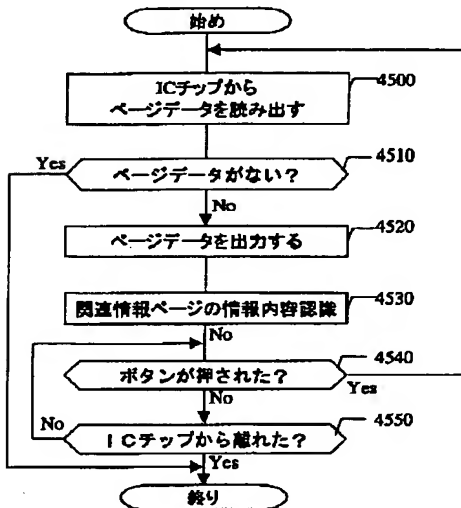 始め
ICチップから
ページデータを読み出す
4500
Yes
ページデータがない?
4510
No
ページデータを出力する
4520
関連情報ページの情報内容認識
4530
No
ボタンが押された?
4540
Yes
No
No
ICチップから離れた?
4550
Yes
終り